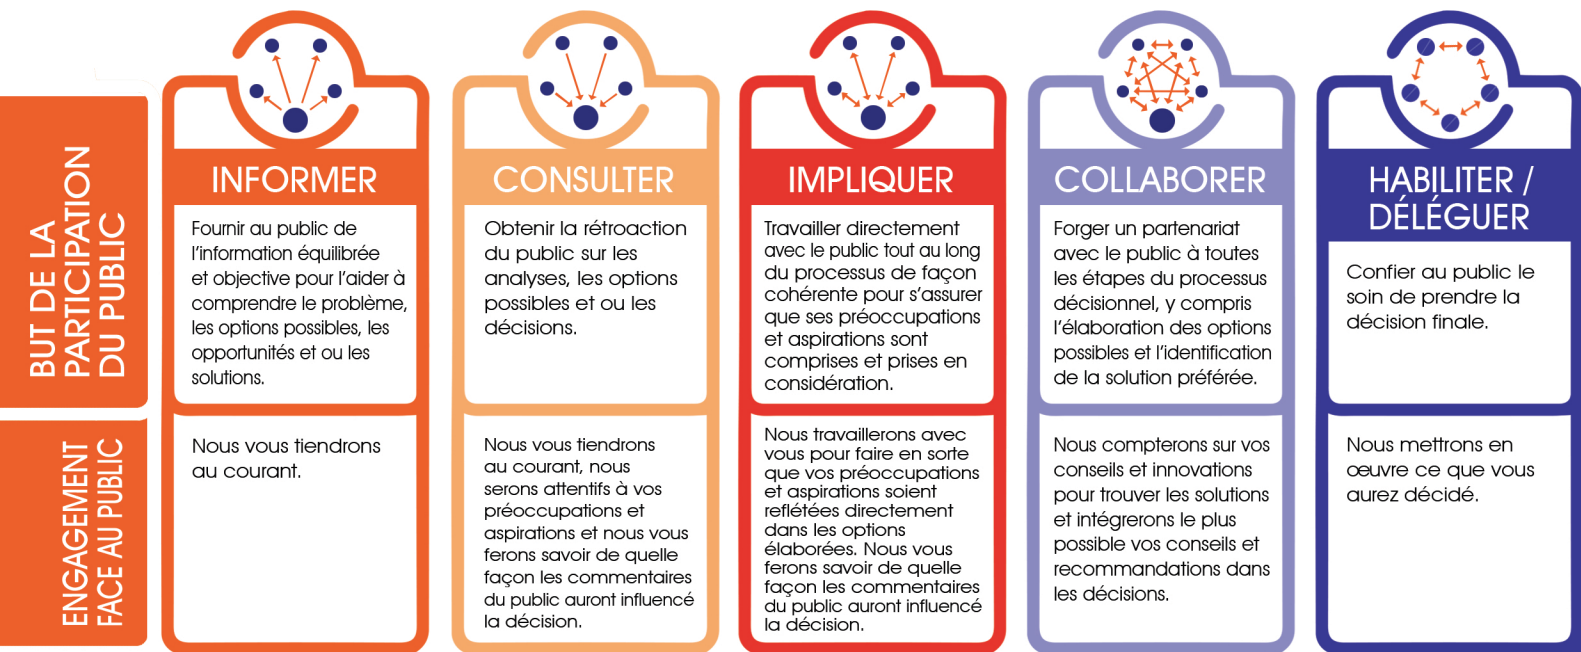 BUT DE LA
PARTICIPATION
DU PUBLIC
INFORMER
Fournir au public de
l’information équilibrée
et objective pour l’aider à
comprendre le problème,
les options possibles, les
opportunités et ou les
solutions.
CONSULTER
Obtenir la rétroaction
du public sur les
analyses, les options
possibles et ou les
décisions.
IMPLIQUER
Travailler directement
avec le public tout au long
du processus de façon
cohérente pour s’assurer
que ses préoccupations
et aspirations sont
comprises et prises en
considération.
COLLABORER
Forger un partenariat
avec le public à toutes
les étapes du processus
décisionnel, y compris
l’élaboration des options
possibles et l’identification
de la solution préférée.
HABILITER /
DÉLÉGUER
Confier au public le
soin de prendre la
décision finale.
ENGAGEMENT
FACE AU PUBLIC
Nous vous tiendrons
au courant.
Nous vous tiendrons
au courant, nous
serons attentifs à vos
préoccupations et
aspirations et nous vous
ferons savoir de quelle
façon les commentaires
du public auront influencé
la décision.
Nous travaillerons avec
vous pour faire en sorte
que vos préoccupations
et aspirations soient
reflétées directement
dans les options
élaborées. Nous vous
ferons savoir de quelle
façon les commentaires
du public auront influencé
la décision.
Nous compterons sur vos
conseils et innovations
pour trouver les solutions
et intégrerons le plus
possible vos conseils et
recommandations dans
les décisions.
Nous mettrons en
œuvre ce que vous
aurez décidé.